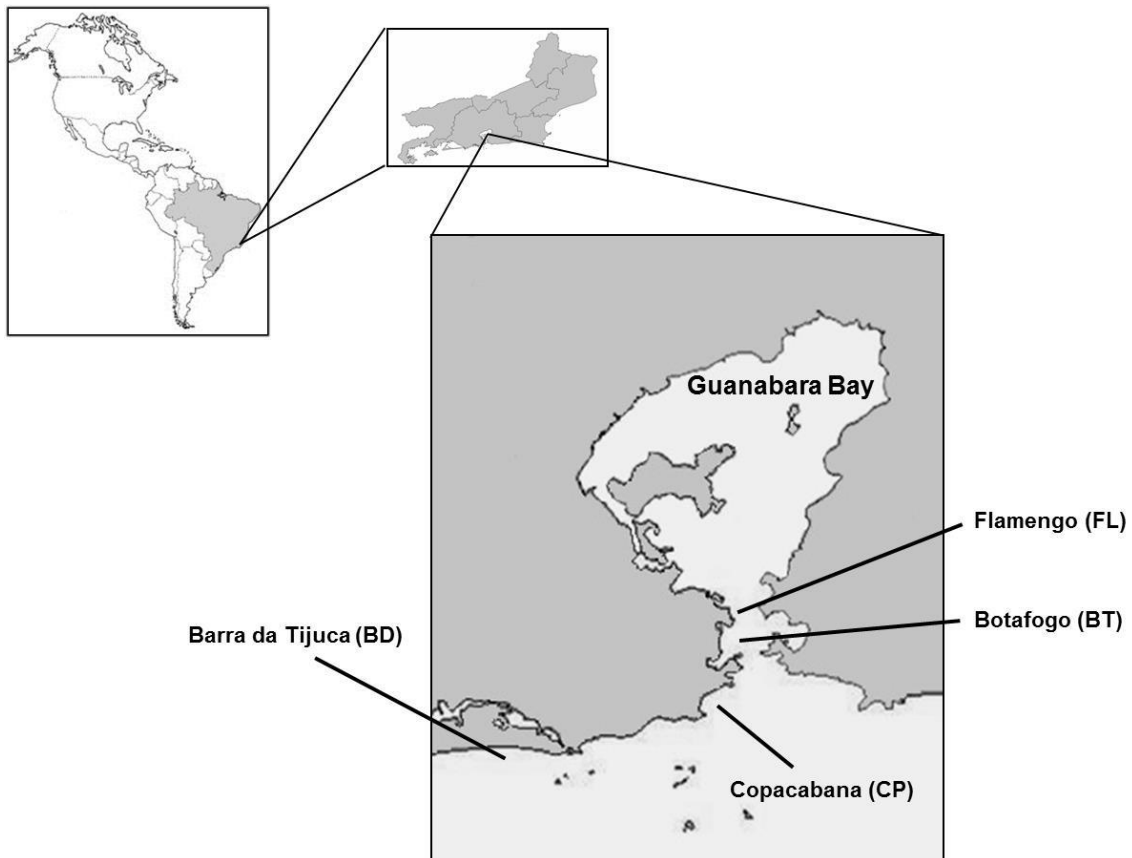 Guanabara Bay
Flamengo (FL)
Botafogo (BT)
Barra da Tijuca (BD)
Copacabana (CP)